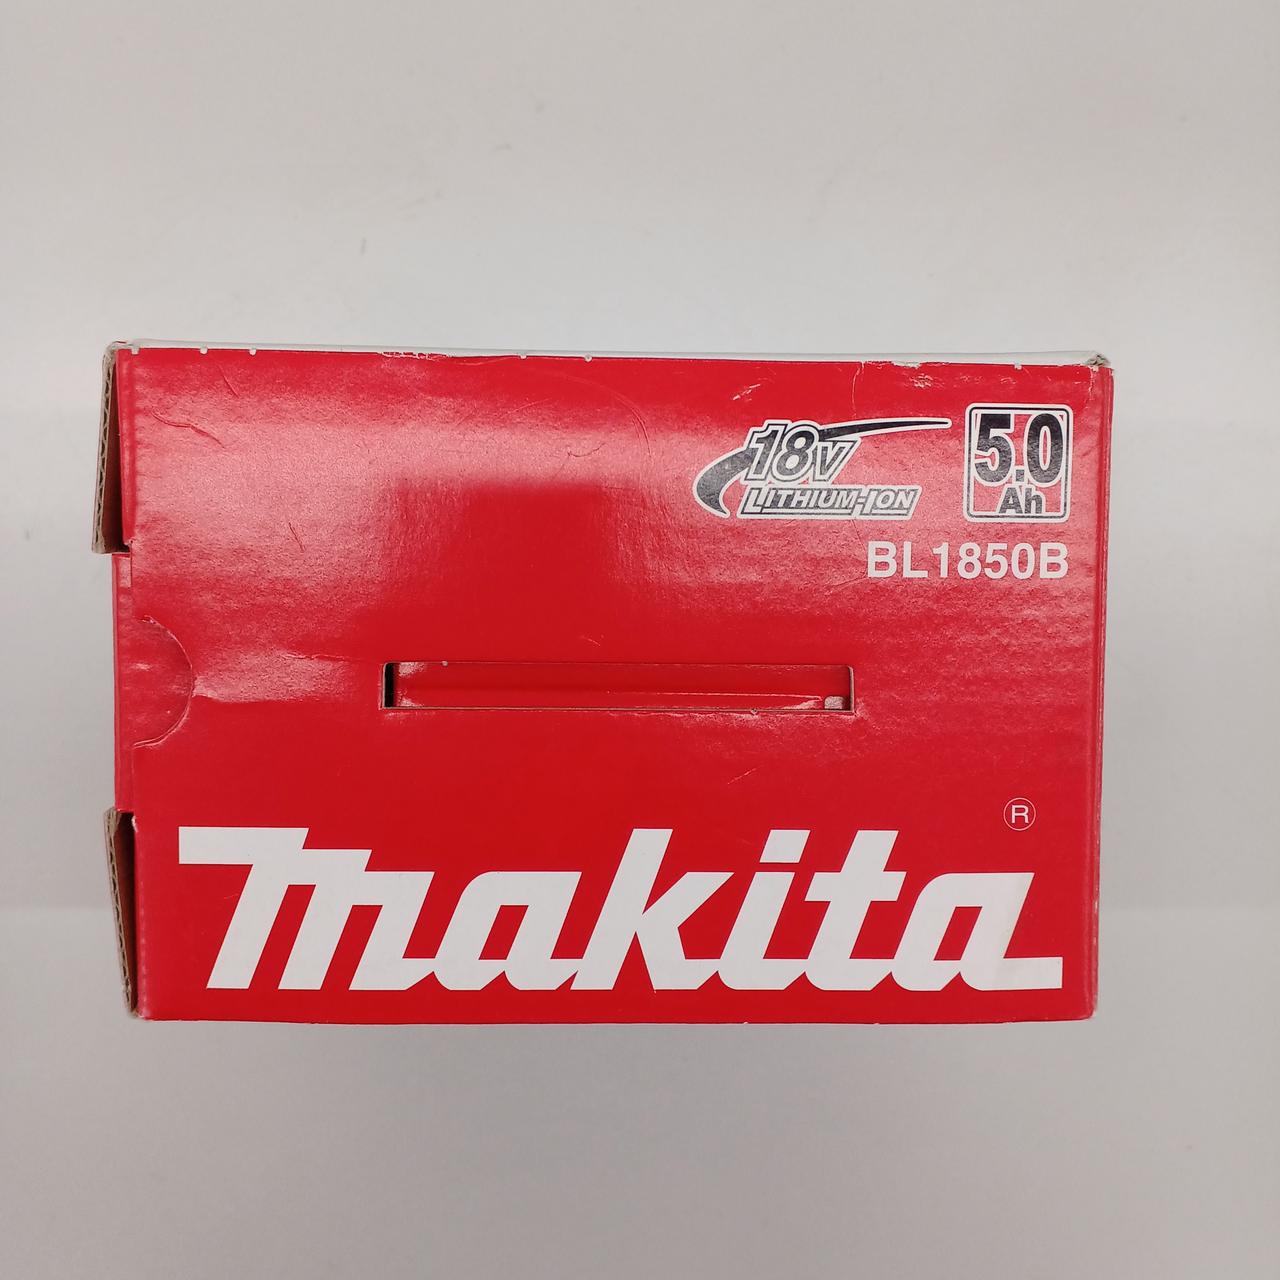 18V
LITHIUM-ION
5.0
Ah
BL1850B
makita®